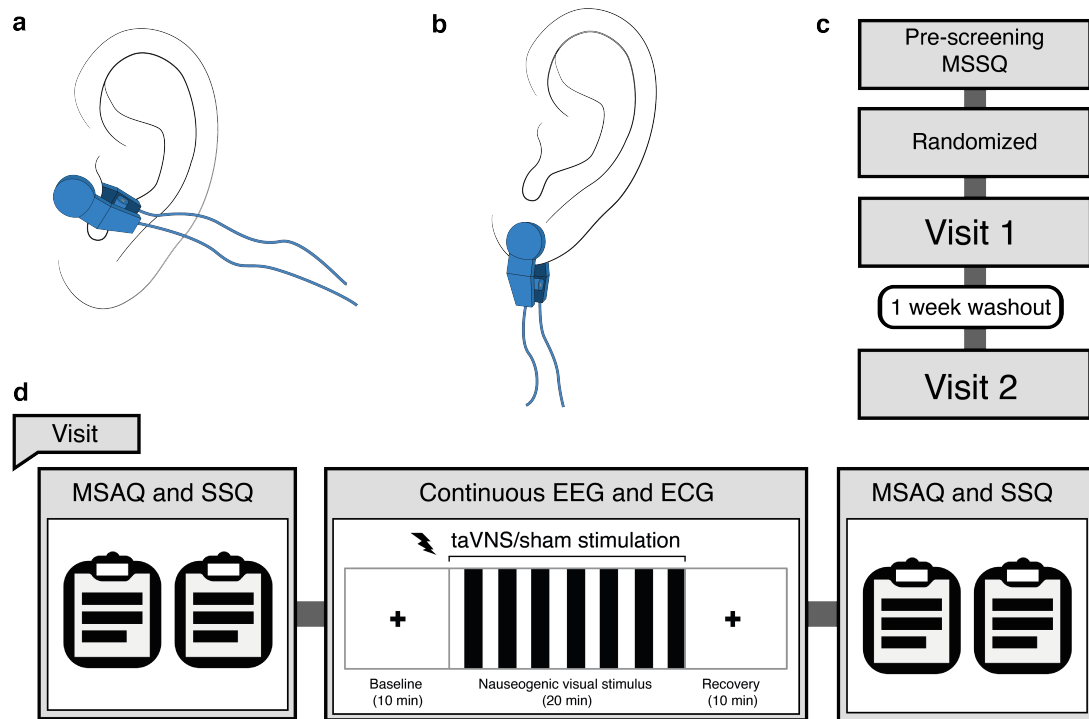 a
b
c
Pre-screening
MSSQ
Randomized
Visit 1
1 week washout
Visit 2
d
Visit
MSAQ and SSQ
Continuous EEG and ECG
taVNS/sham stimulation
Baseline
(10 min)
Nauseogenic visual stimulus
(20 min)
Recovery
(10 min)
MSAQ and SSQ